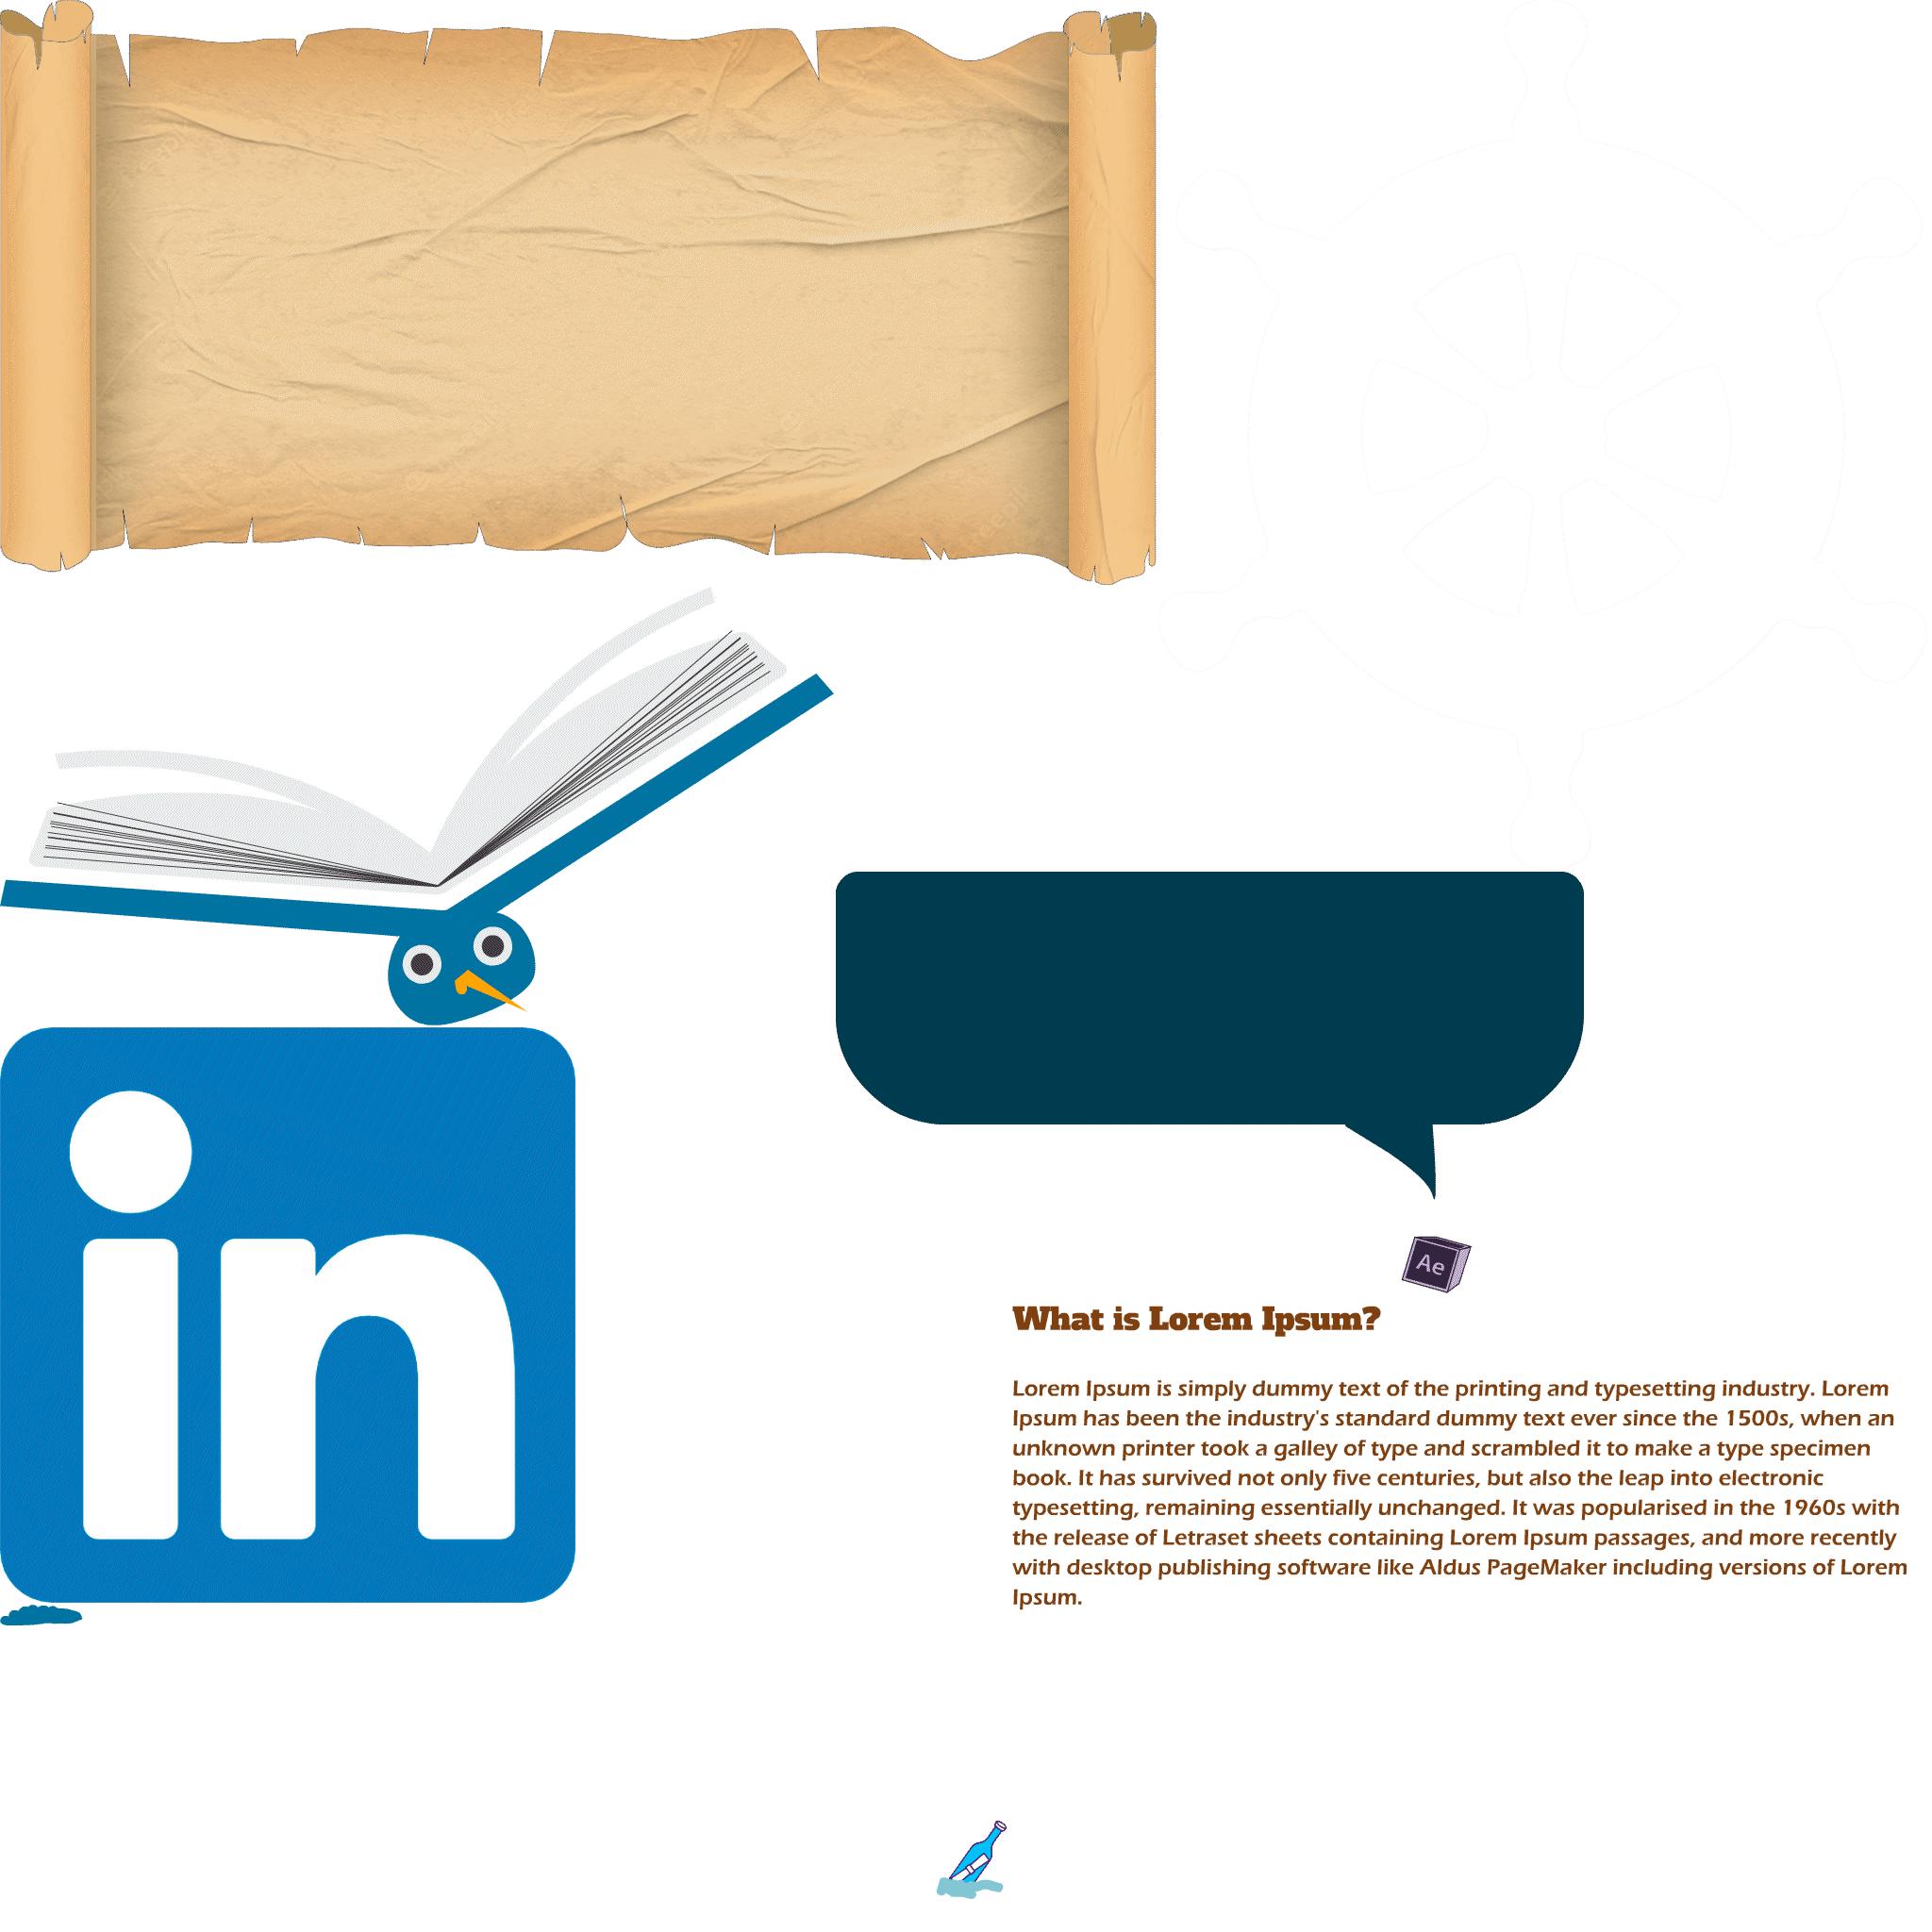 in
Ae
What is Lorem Ipsum?
Lorem Ipsum is simply dummy text of the printing and typesetting industry. Lorem
Ipsum has been the industry's standard dummy text ever since the 1500s, when an
unknown printer took a galley of type and scrambled it to make a type specimen
book. It has survived not only five centuries, but also the leap into electronic
typesetting, remaining essentially unchanged. It was popularised in the 1960s with
the release of Letraset sheets containing Lorem Ipsum passages, and more recently
with desktop publishing software like Aldus PageMaker including versions of Lorem
Ipsum.